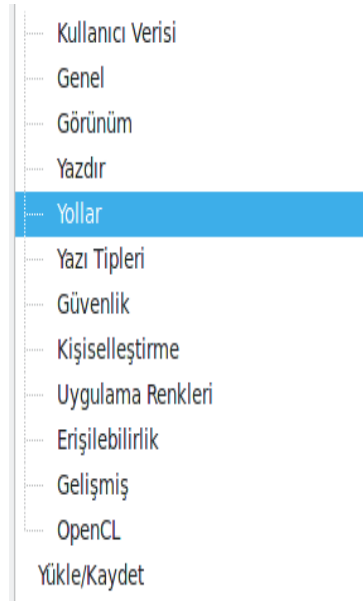 Kullanıcı Verisi
Genel
Görünüm
Yazdır
Yollar
Yazı Tipleri
Güvenlik
Kişiselleştirme
Uygulama Renkleri
Erişilebilirlik
Gelişmiş
OpenCL
Yükle/Kaydet